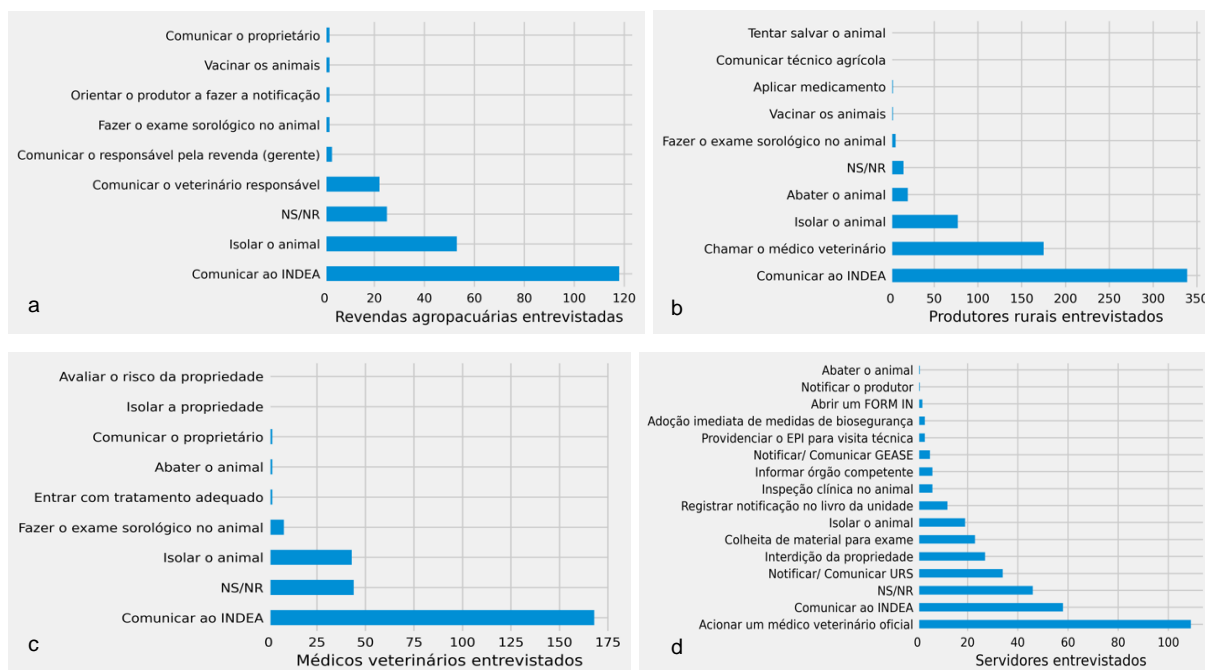 Comunicar o proprietário
Vacinar os animais
Orientar o produtor a fazer a notificação
Fazer o exame sorológico no animal
Comunicar o responsável pela revenda (gerente)
Comunicar o veterinário responsável
NS/NR
Isolar o animal
Comunicar ao INDEA
0 20 40 60 80 100 120
Revendas agropacuárias entrevistadas
a
Tentar salvar o animal
Comunicar técnico agrícola
Aplicar medicamento
Vacinar os animais
Fazer o exame sorológico no animal
NS/NR
Abater o animal
Isolar o animal
Chamar o médico veterinário
Comunicar ao INDEA
0 50 100 150 200 250 300 350
Produtores rurais entrevistados
b
Avaliar o risco da propriedade
Isolar a propriedade
Comunicar o proprietário
Abater o animal
Entrar com tratamento adequado
Fazer o exame sorológico no animal
Isolar o animal
NS/NR
Comunicar ao INDEA
0 25 50 75 100 125 150 175
Médicos veterinários entrevistados
c
Abater o animal
Notificar o produtor
Abrir um FORM IN
Adoção imediata de medidas de biosegurança
Providenciar o EPI para visita técnica
Notificar/ Comunicar GEASE
Informar órgão competente
Inspeção clínica no animal
Registrar notificação no livro da unidade
Isolar o animal
Colheita de material para exame
Interdição da propriedade
Notificar/ Comunicar URS
NS/NR
Comunicar ao INDEA
Acionar um médico veterinário oficial
0 20 40 60 80 100
Servidores entrevistados
d